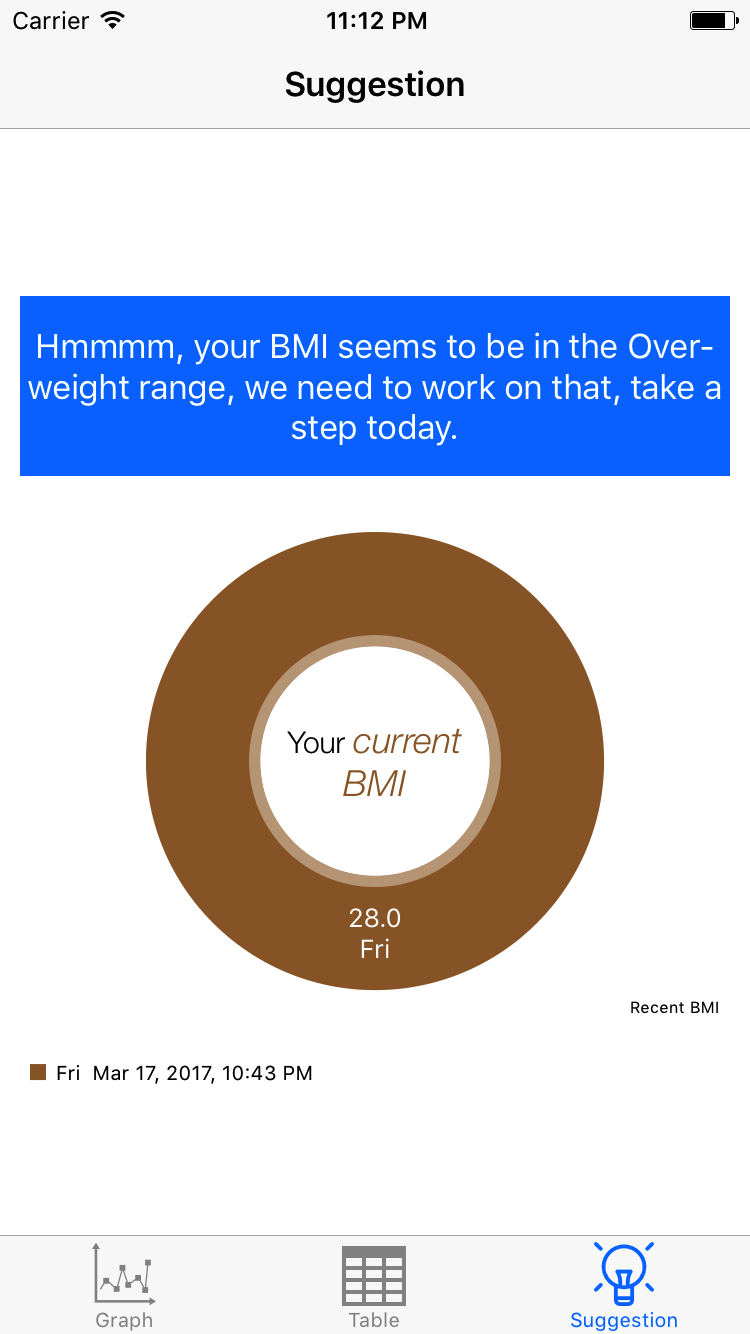 Carrier 11:12 PM
Suggestion
Hmmmm, your BMI seems to be in the Over-
weight range, we need to work on that, take a
step today.
Your current
BMI
28.0
Fri
Recent BMI
Fri Mar 17, 2017, 10:43 PM
Graph Table Suggestion